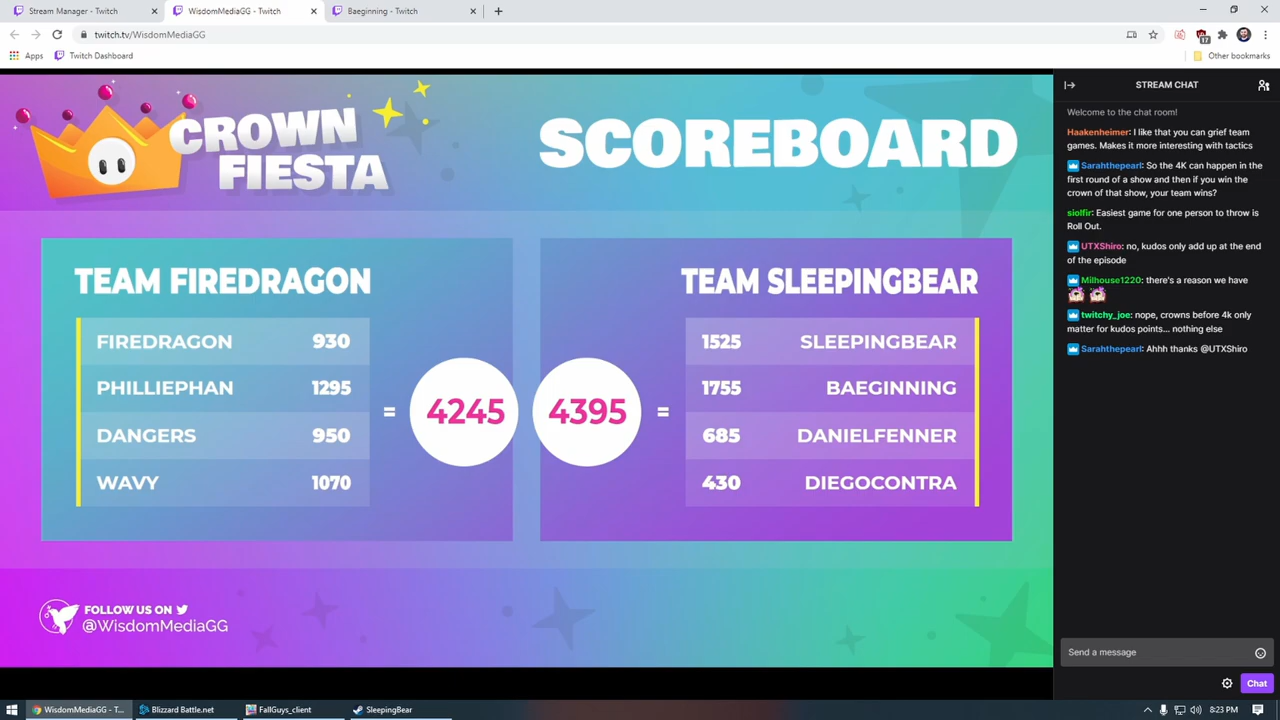 Stream Manager - Twitch
WisdomMediaGG - Twitch
Baeginning - Twitch
twitch.tv/WisdomMediaGG
17
Apps
Twitch Dashboard
Other bookmarks
CROWN
FIESTA
SCOREBOARD
TEAM FIREDRAGON
FIREDRAGON 930
PHILLIEPHAN 1295
DANGERS 950
WAVY 1070
= 4245
TEAM SLEEPINGBEAR
1525 SLEEPINGBEAR
1755 BAEGINNING
685 DANIELFENNER
430 DIEGOCONTRA
4395 =
FOLLOW US ON
@WisdomMediaGG
STREAM CHAT
Welcome to the chat room!
Haakenheimer: I like that you can grief team
games. Makes it more interesting with tactics
Sarahthepearl: So the 4K can happen in the
first round of a show and then if you win the
crown of that show, your team wins?
siolfir: Easiest game for one person to throw is
Roll Out.
UTXShiro: no, kudos only add up at the end
of the episode
Milhouse1220: there's a reason we have
twitchy_joe: nope, crowns before 4k only
matter for kudos points... nothing else
Sarahthepearl: Ahhh thanks @UTXShiro
Send a message
Chat
WisdomMediaGG - T...
Blizzard Battle.net
FallGuys_client
SleepingBear
8:23 PM